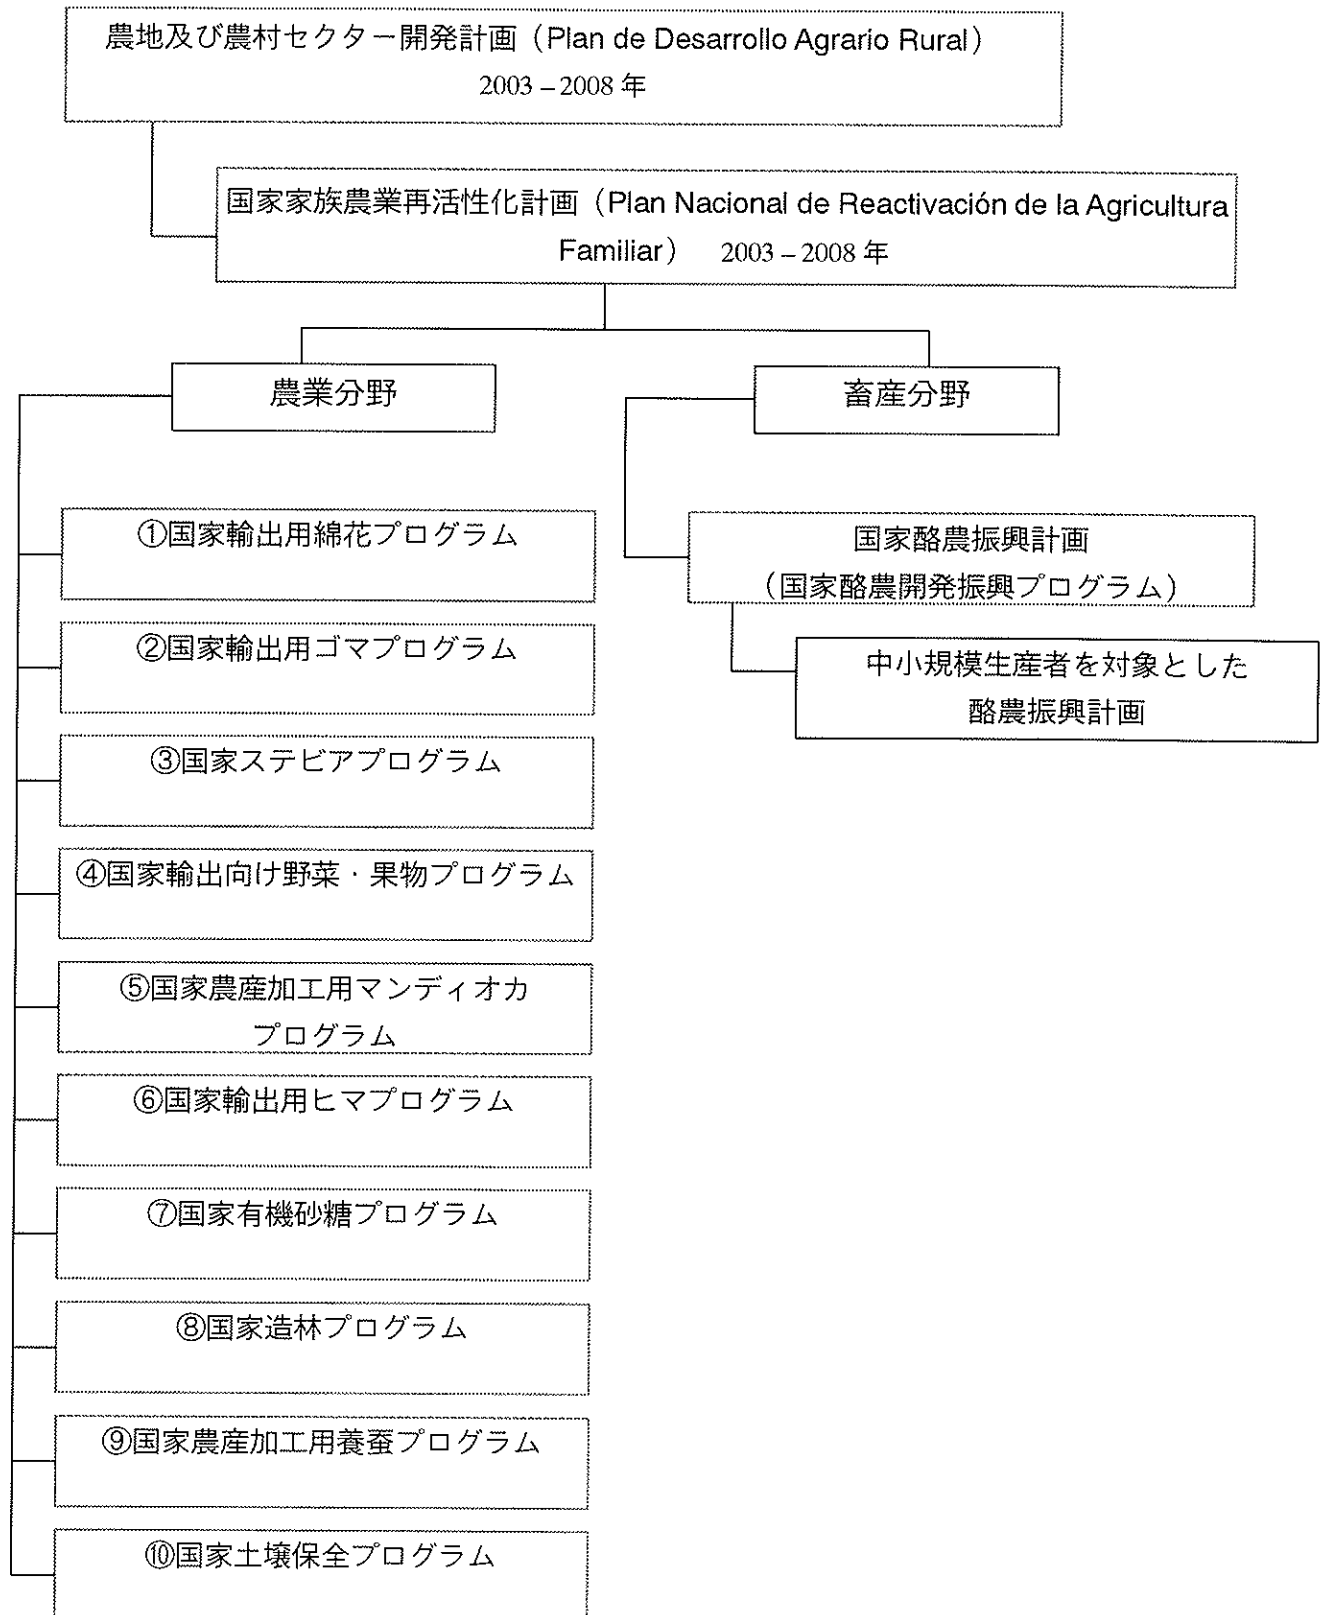 農地及び農村セクター開発計画（Plan de Desarrollo Agrario Rural）
2003 – 2008 年
国家家族農業再活性化計画（Plan Nacional de Reactivación de la Agricultura
Familiar）　2003 – 2008 年
農業分野
畜産分野
①国家輸出用綿花プログラム
②国家輸出用ゴマプログラム
③国家ステビアプログラム
④国家輸出向け野菜・果物プログラム
⑤国家農産加工用マンディオカ
プログラム
⑥国家輸出用ヒマプログラム
⑦国家有機砂糖プログラム
⑧国家造林プログラム
⑨国家農産加工用養蚕プログラム
⑩国家土壌保全プログラム
国家酪農振興計画
（国家酪農開発振興プログラム）
中小規模生産者を対象とした
酪農振興計画